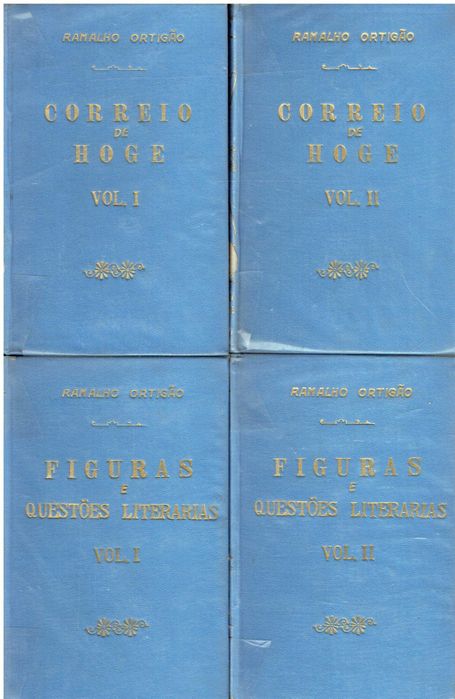 RAMALHO ORTIGÃO
CORREIO
DE
HOGE
VOL. I
RAMALHO ORTIGÃO
CORREIO
DE
HOGE
VOL. II
RAMALHO ORTIGÃO
FIGURAS
E
QUESTÕES LITERARIAS
VOL. I
RAMALHO ORTIGÃO
FIGURAS
E
QUESTÕES LITERARIAS
VOL. II